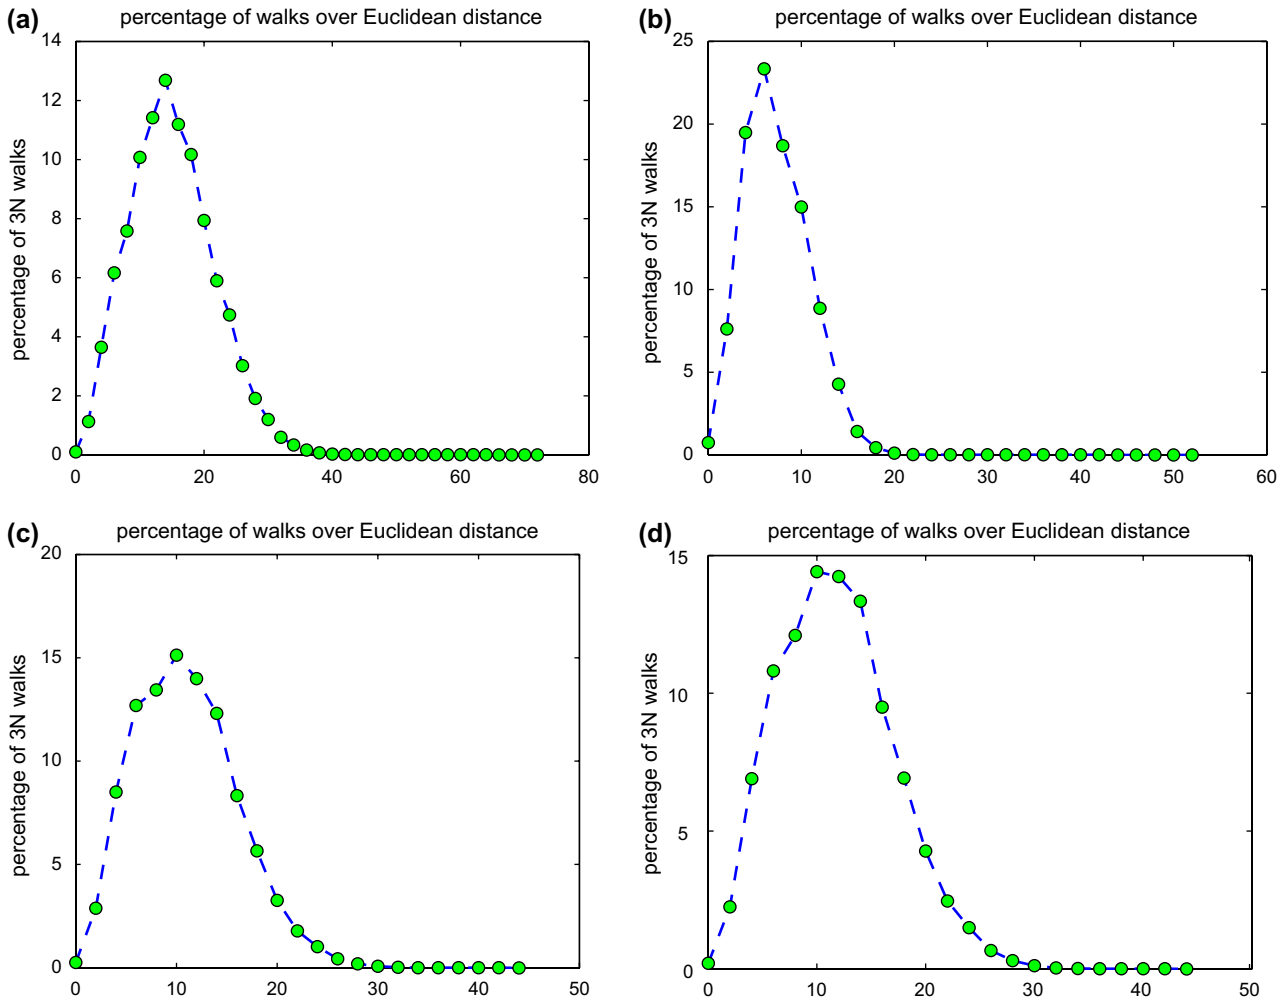 (a) percentage of walks over Euclidean distance
percentage of 3N walks
14
12
10
8
6
4
2
0
0 20 40 60 80
(b) percentage of walks over Euclidean distance
percentage of 3N walks
25
20
15
10
5
0
0 10 20 30 40 50 60
(c) percentage of walks over Euclidean distance
percentage of 3N walks
20
15
10
5
0
0 10 20 30 40 50
(d) percentage of walks over Euclidean distance
percentage of 3N walks
15
10
5
0
0 10 20 30 40 50